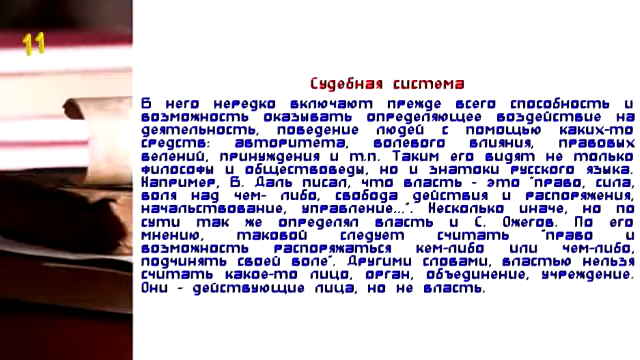 11
Судебная система
В него нередко включают прежде всего способность и
возможность оказывать определяющее воздействие на
деятельность, поведение людей с помощью каких-то
средств: авторитета, волевого влияния, правовых
велений, принуждения и т.п. Таким его видят не только
философы и обществоведы, но и знатоки русского языка.
Например, В. Даль писал, что власть - это "право, сила,
воля над чем- либо, свобода действия и распоряжения,
начальствование, управление...". Несколько иначе, но по
сути так же определял власть и С. Ожегов. По его
мнению, таковой следует считать "право и
возможность распоряжаться кем-либо или чем-либо,
подчинять своей воле". Другими словами, властью нельзя
считать какое-то лицо, орган, объединение, учреждение.
Они - действующие лица, но не власть.